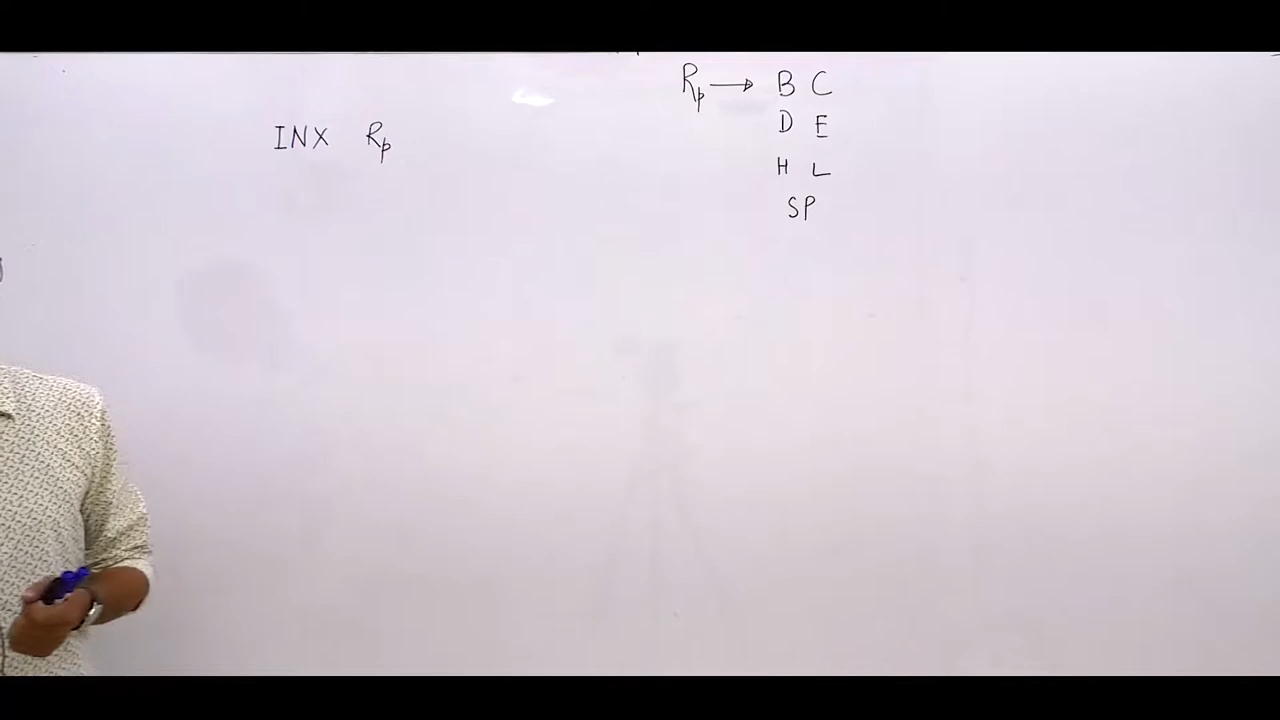 INX Rp
Rp → B C
D E
H L
SP